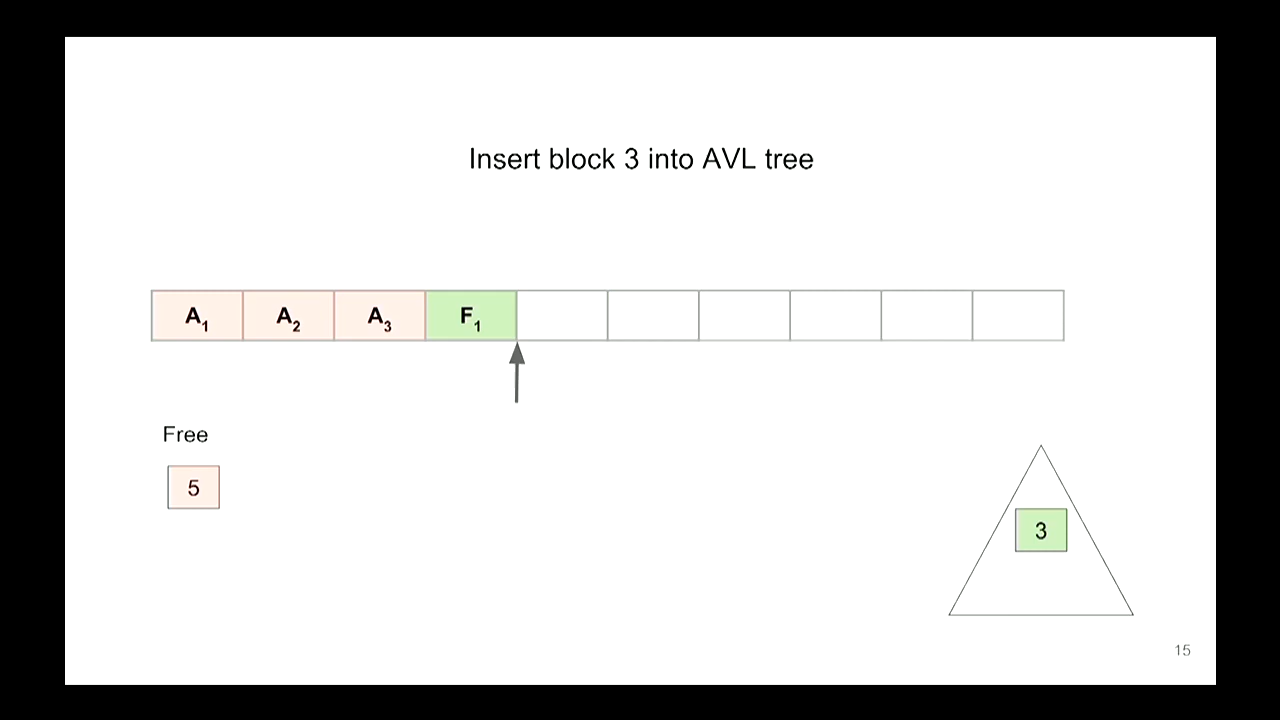 Insert block 3 into AVL tree
A₁ A₂ A₃ F₁
Free
5
3
15